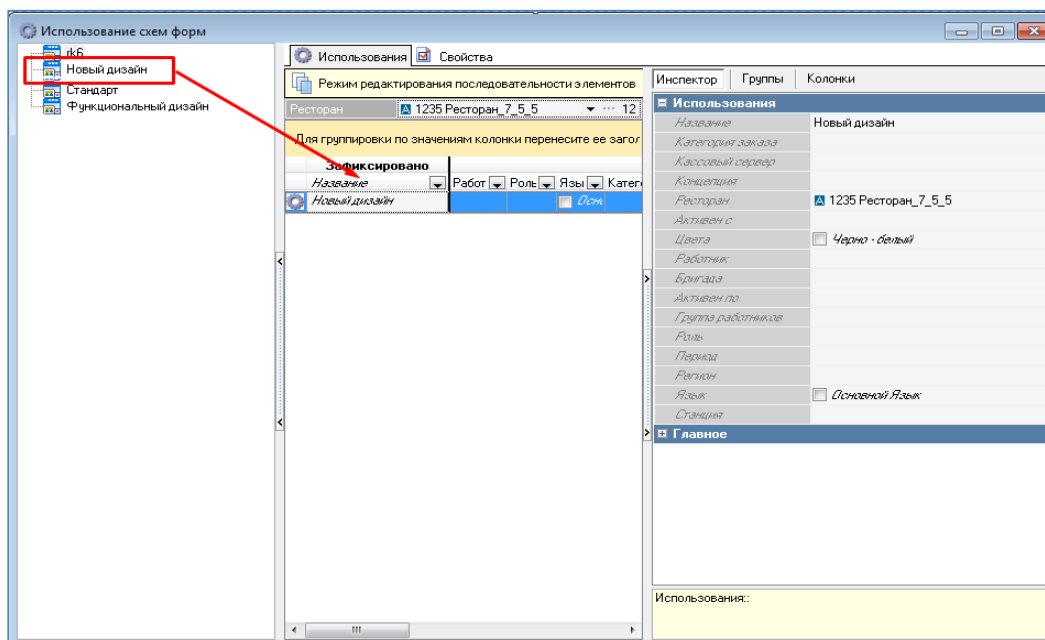 Использование схем форм
rk6
Новый дизайн
Стандарт
Функциональный дизайн
Использования Свойства
Режим редактирования последовательности элементов
Ресторан 1235 Ресторан_7_5_5 12
Для группировки по значениям колонки перенесите ее загол
Зафиксировано
Название Работ Роль Язы Катег
Новый дизайн Осн
Инспектор Группы Колонки
Использования
Название Новый дизайн
Категория заказа
Кассовый сервер
Концепция
Ресторан 1235 Ресторан_7_5_5
Активен с
Цвета Черно - белый
Работник
Бригада
Активен по
Группа работников
Роль
Период
Регион
Язык Основной Язык
Станция
Главное
Использования::